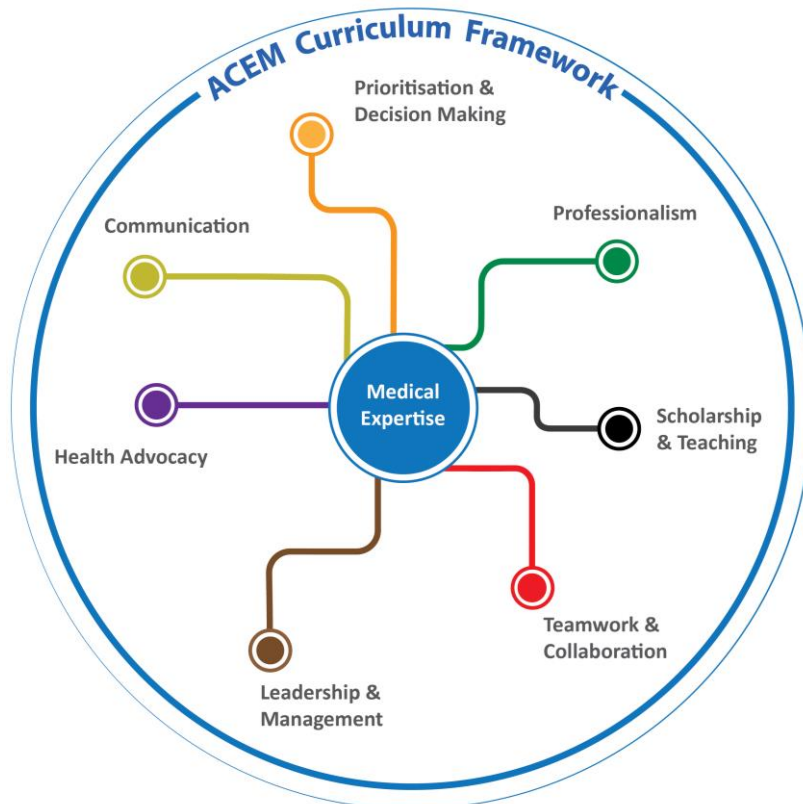 ACEM Curriculum Framework
Prioritisation &
Decision Making
Communication
Professionalism
Medical
Expertise
Scholarship
& Teaching
Health Advocacy
Teamwork &
Collaboration
Leadership &
Management